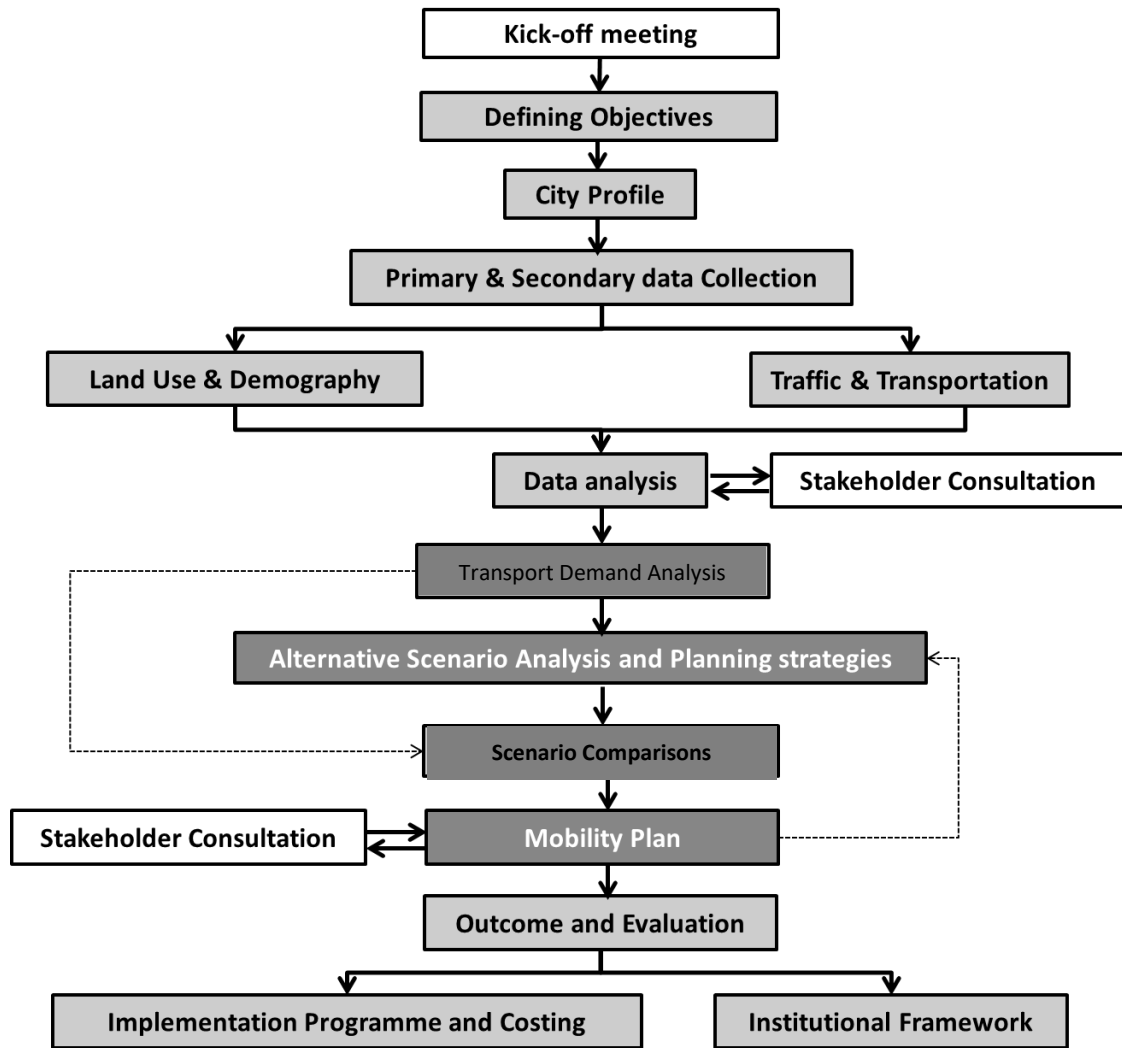 Kick-off meeting
Defining Objectives
City Profile
Primary & Secondary data Collection
Land Use & Demography
Traffic & Transportation
Data analysis
Stakeholder Consultation
Transport Demand Analysis
Alternative Scenario Analysis and Planning strategies
Scenario Comparisons
Stakeholder Consultation
Mobility Plan
Outcome and Evaluation
Implementation Programme and Costing
Institutional Framework